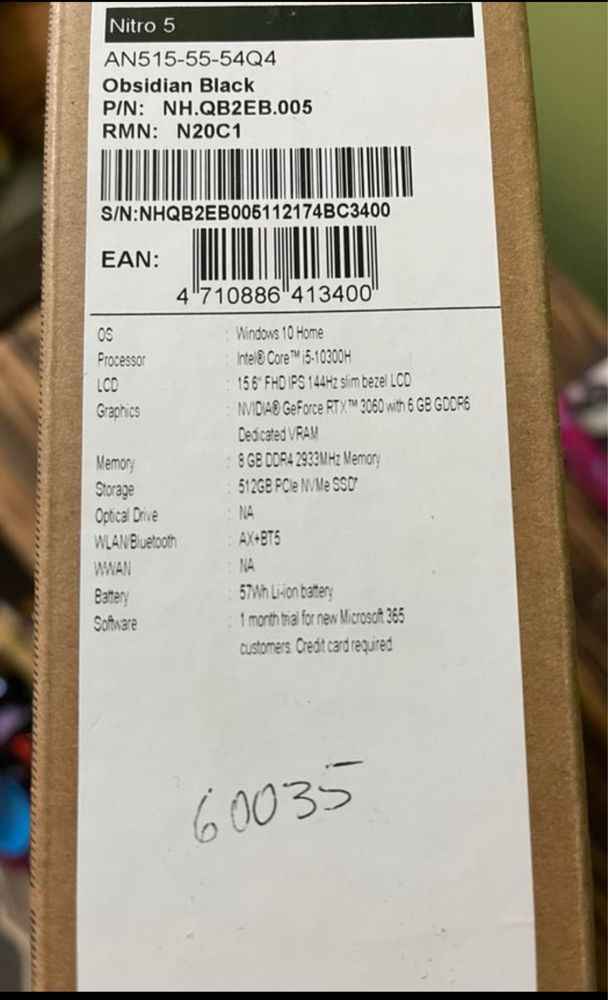 Nitro 5
AN515-55-54Q4
Obsidian Black
P/N: NH.QB2EB.005
RMN: N20C1
S/N:NHQB2EB005112174BC3400
EAN:
4 710886 413400
OS : Windows 10 Home
Processor : Intel® Core™ i5-10300H
LCD : 15.6" FHD IPS 144Hz slim bezel LCD
Graphics : NVIDIA® GeForce RTX™ 3060 with 6 GB GDDR6
Dedicated VRAM
Memory : 8 GB DDR4 2933MHz Memory
Storage : 512GB PCIe NVMe SSD*
Optical Drive : NA
WLAN/Bluetooth : AX+BT5
WWAN : NA
Battery : 57Wh Li-ion battery
Software : 1 month trial for new Microsoft 365
customers. Credit card required.
60035